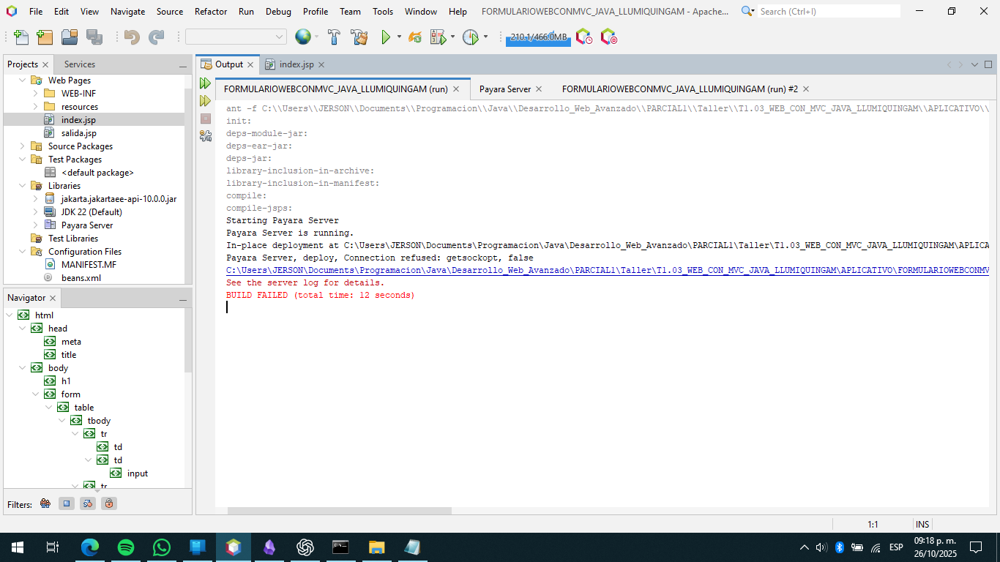 File Edit View Navigate Source Refactor Run Debug Profile Team Tools Window Help FORMULARIOWEBCONMVC_JAVA_LLUMIQUINGAM - Apache... Search (Ctrl+I)
210.1/466.0MB
Projects Services
Web Pages
WEB-INF
resources
index.jsp
salida.jsp
Source Packages
Test Packages
<default package>
Libraries
jakarta.jakartaee-api-10.0.0.jar
JDK 22 (Default)
Payara Server
Test Libraries
Configuration Files
MANIFEST.MF
beans.xml
Navigator
html
head
meta
title
body
h1
form
table
tbody
tr
td
td
input
tr
Filters:
Output index.jsp
FORMULARIOWEBCONMVC_JAVA_LLUMIQUINGAM (run) Payara Server FORMULARIOWEBCONMVC_JAVA_LLUMIQUINGAM (run) #2
ant -f C:\\Users\\JERSON\\Documents\\Programacion\\Java\\Desarrollo_Web_Avanzado\\PARCIAL1\\Taller\\T1.03_WEB_CON_MVC_JAVA_LLUMIQUINGAM\\APLICATIVO\\
init:
deps-module-jar:
deps-ear-jar:
deps-jar:
library-inclusion-in-archive:
library-inclusion-in-manifest:
compile:
compile-jsps:
Starting Payara Server
Payara Server is running.
In-place deployment at C:\Users\JERSON\Documents\Programacion\Java\Desarrollo_Web_Avanzado\PARCIAL1\Taller\T1.03_WEB_CON_MVC_JAVA_LLUMIQUINGAM\APLICA
Payara Server, deploy, Connection refused: getsockopt, false
C:\Users\JERSON\Documents\Programacion\Java\Desarrollo_Web_Avanzado\PARCIAL1\Taller\T1.03_WEB_CON_MVC_JAVA_LLUMIQUINGAM\APLICATIVO\FORMULARIOWEBCONMV
See the server log for details.
BUILD FAILED (total time: 12 seconds)
1:1 INS
ESP
09:18 p. m.
26/10/2025